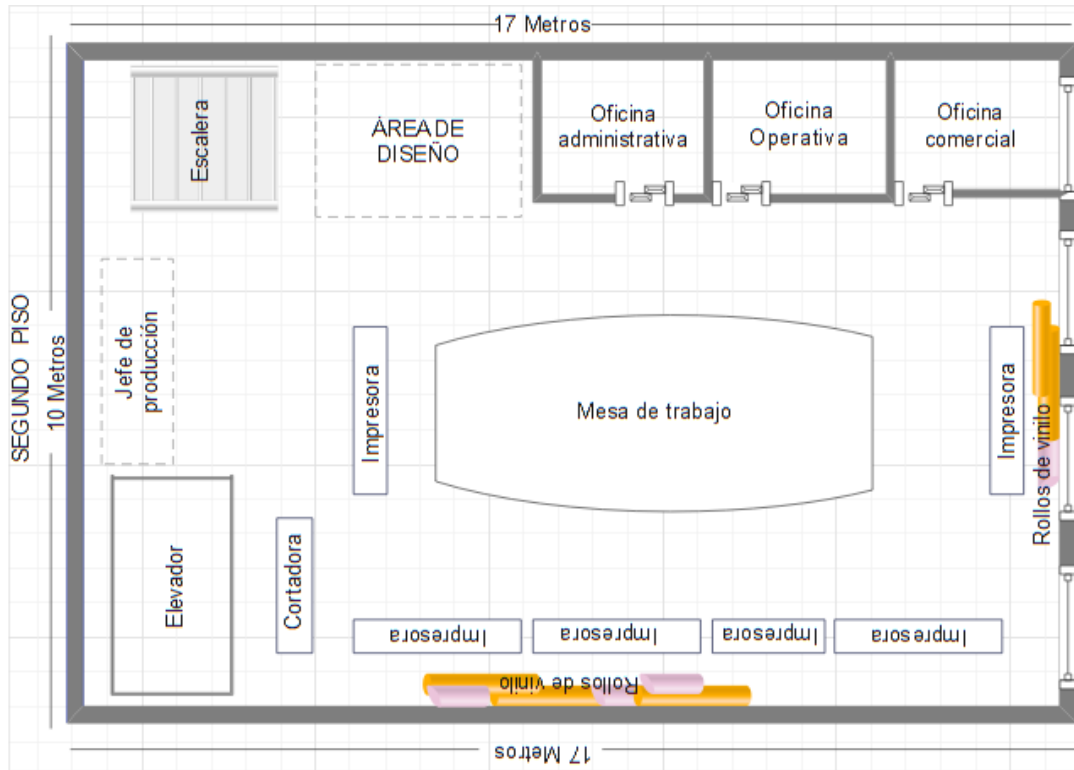 17 Metros
Escalera
ÁREA DE
DISEÑO
Oficina
administrativa
Oficina
Operativa
Oficina
comercial
SEGUNDO PISO
10 Metros
Jefe de
producción
Impresora
Mesa de trabajo
Impresora
Rollos de vinilo
Elevador
Cortadora
Impresora
Impresora
Impresora
Impresora
Rollos de vinilo
17 Metros